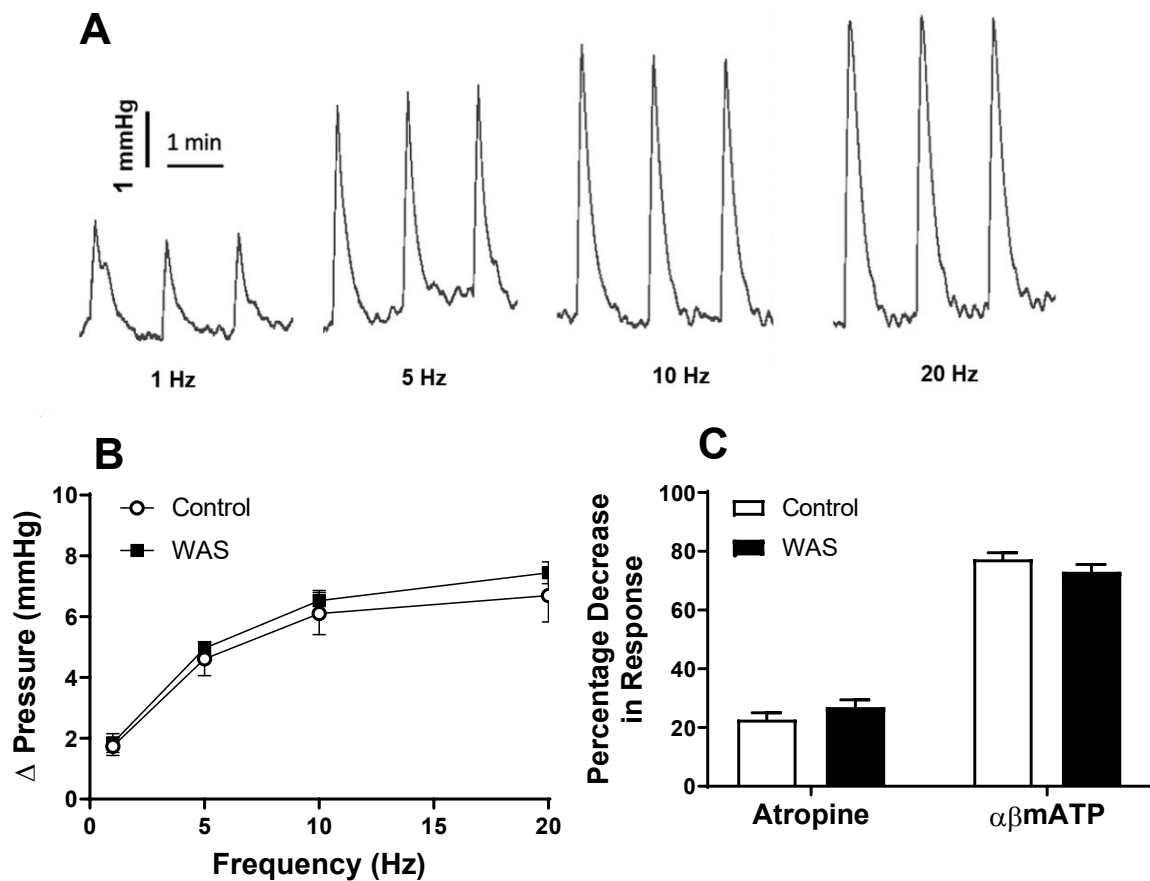 A
1 mmHg
1 min
1 Hz
5 Hz
10 Hz
20 Hz
B
Control
WAS
Δ Pressure (mmHg)
10
8
6
4
2
0
0
5
10
15
20
Frequency (Hz)
C
Control
WAS
Percentage Decrease
in Response
100
80
60
40
20
0
Atropine
αβmATP